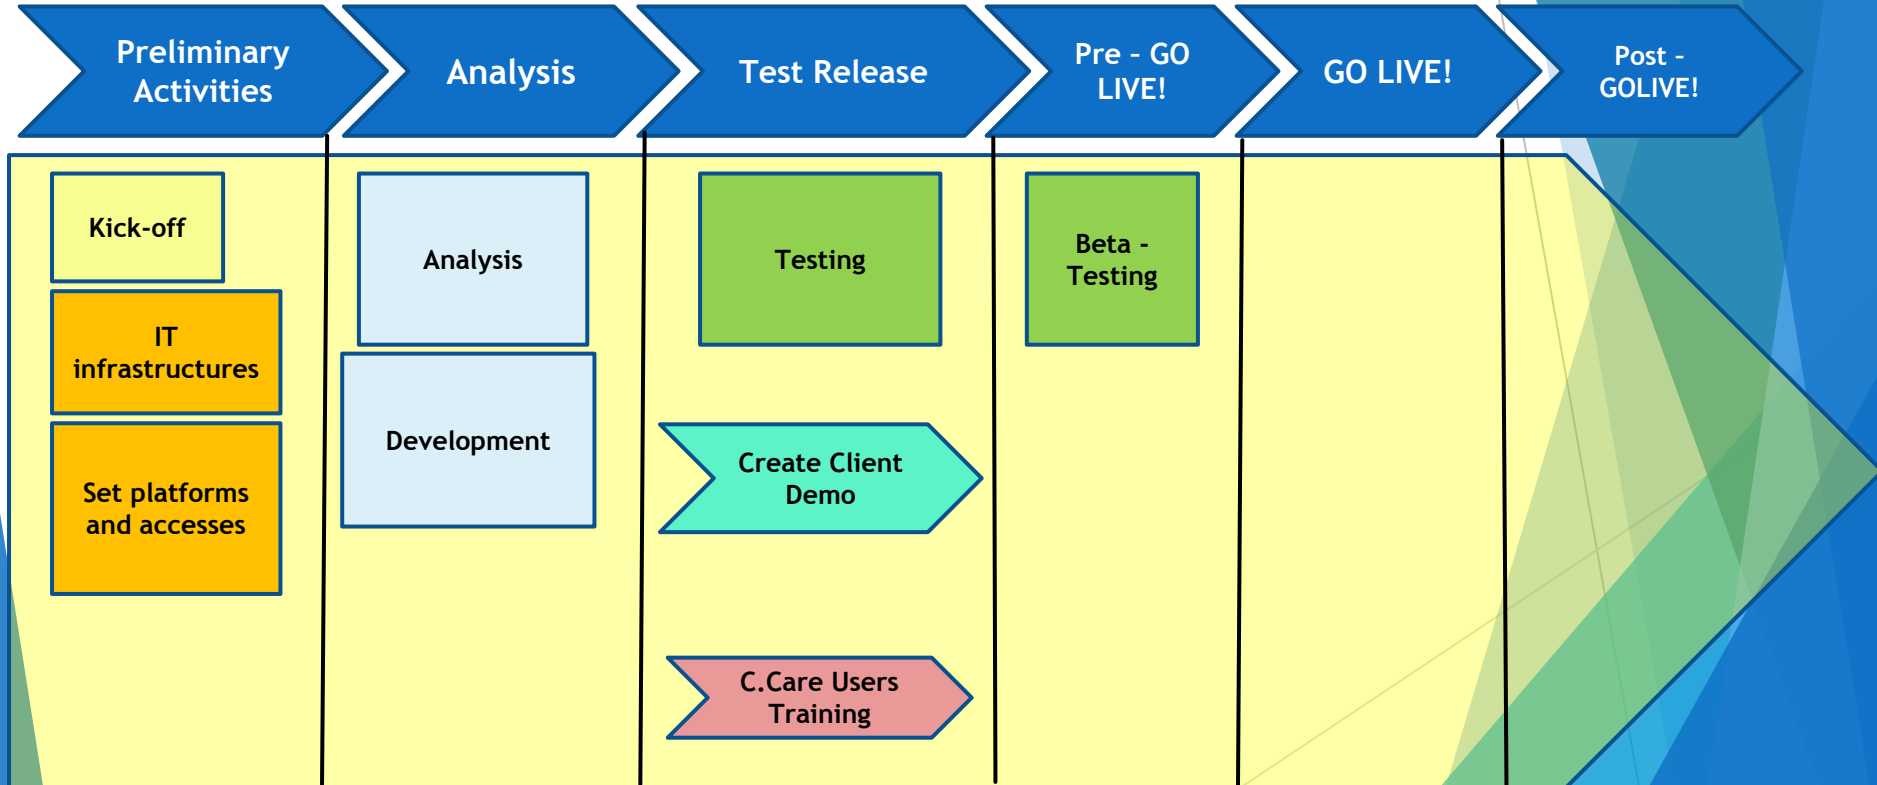 Preliminary
Activities
Analysis
Test Release
Pre – GO
LIVE!
GO LIVE!
Post –
GOLIVE!
Kick-off
IT
infrastructures
Set platforms
and accesses
Analysis
Development
Testing
Create Client
Demo
C.Care Users
Training
Beta -
Testing